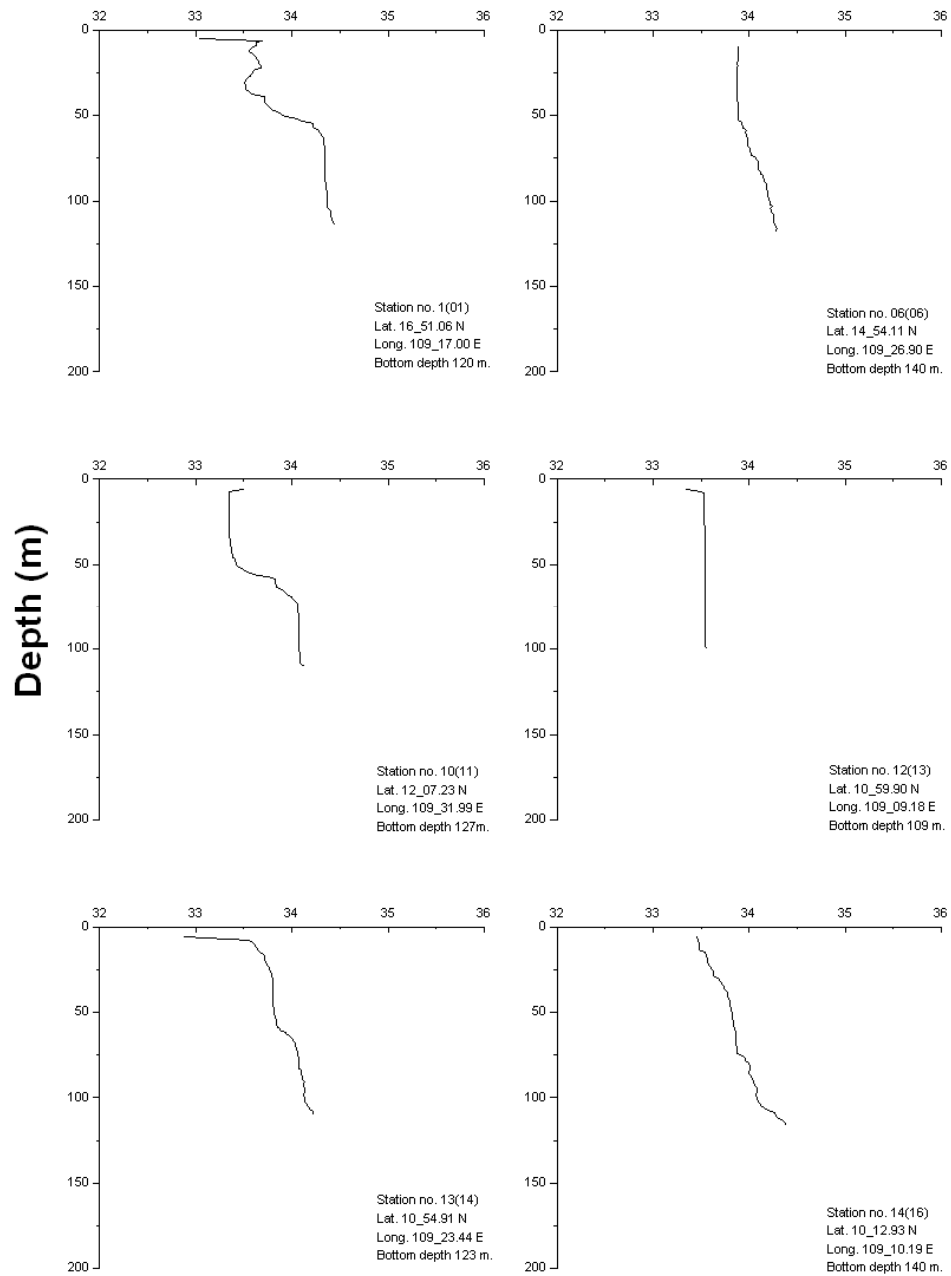 32 33 34 35 36
0
50
100
150
200
Station no. 1(01)
Lat. 16_51.06 N
Long. 109_17.00 E
Bottom depth 120 m.
32 33 34 35 36
0
50
100
150
200
Station no. 06(06)
Lat. 14_54.11 N
Long. 109_26.90 E
Bottom depth 140 m.
Depth (m)
32 33 34 35 36
0
50
100
150
200
Station no. 10(11)
Lat. 12_07.23 N
Long. 109_31.99 E
Bottom depth 127m.
32 33 34 35 36
0
50
100
150
200
Station no. 12(13)
Lat. 10_59.90 N
Long. 109_09.18 E
Bottom depth 109 m.
32 33 34 35 36
0
50
100
150
200
Station no. 13(14)
Lat. 10_54.91 N
Long. 109_23.44 E
Bottom depth 123 m.
32 33 34 35 36
0
50
100
150
200
Station no. 14(16)
Lat. 10_12.93 N
Long. 109_10.19 E
Bottom depth 140 m.